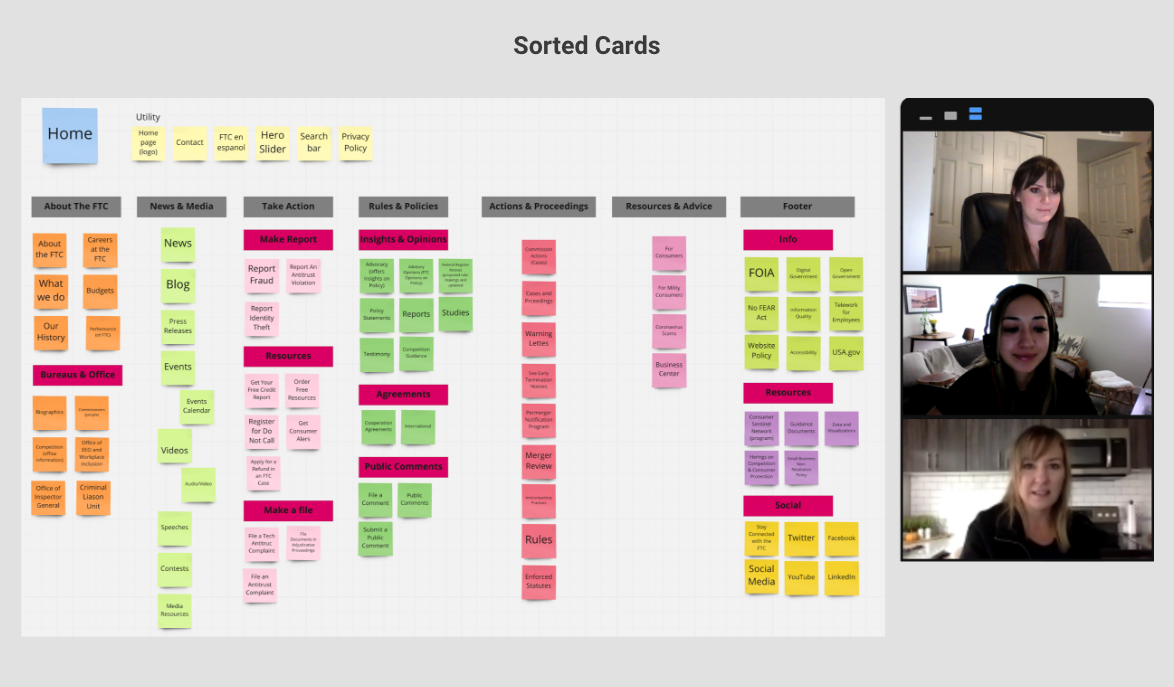 Sorted Cards
Home
Utility
Home
page
(logo)
Contact
FTC en
espanol
Hero
Slider
Search
bar
Privacy
Policy
About The FTC
News & Media
Take Action
Rules & Policies
Actions & Proceedings
Resources & Advice
Footer
About
the FTC
Careers
at the
FTC
What
we do
Budgets
Our
History
Performance
(at FTC)
Bureaus & Office
Biographies
Commissioners
Competition
(office
information)
Office of
EEO and
Workplace
inclusion
Office of
Inspector
General
Criminal
Liason
Unit
News
Blog
Press
Releases
Events
Events
Calendar
Videos
Audio/Video
Speeches
Contests
Media
Resources
Make Report
Report
Fraud
Report An
Antitrust
Violation
Report
Identity
Theft
Resources
Get Your
Free Credit
Report
Order
Free
Resources
Register
for Do
Not Call
Get
Consumer
Alerts
Apply for a
Refund in
an FTC
Case
Make a file
File a Tech
Antitruc
Complaint
File
Documents in
Adjudicative
Proceedings
File an
Antitrust
Complaint
Insights & Opinions
Advocacy
(offers
Insights on
Policy)
Advisory
Opinions (FTC
Opinions on
Policy)
Federal Register
Notices
Policy
Statements
Reports
Studies
Testimony
Competition
Guidance
Agreements
Cooperation
Agreements
International
Public Comments
File a
Comment
Public
Comments
Submit a
Public
Comment
Commission
Actions
(Cases)
Cases and
Prceedings
Warning
Lettes
See Early
Termination
Notices
Permerger
Notification
Program
Merger
Review
Anticompetitive
Practices
Rules
Enforced
Statutes
For
Consumers
For Mility
Consumers
Coronavirus
Scams
Business
Center
Info
FOIA
Digital
Government
Open
Government
No FEAR
Act
Information
Quality
Telework
for
Employees
Website
Policy
Accessibility
USA.gov
Resources
Consumer
Sentinel
Network
(program)
Guidance
Documents
Data and
Visualizations
Herings on
Competition
& Consumer
Protection
Small Business
Non-
Retaliation
Policy
Social
Stay
Connected
with the
FTC
Twitter
Facebook
Social
Media
YouTube
LinkedIn